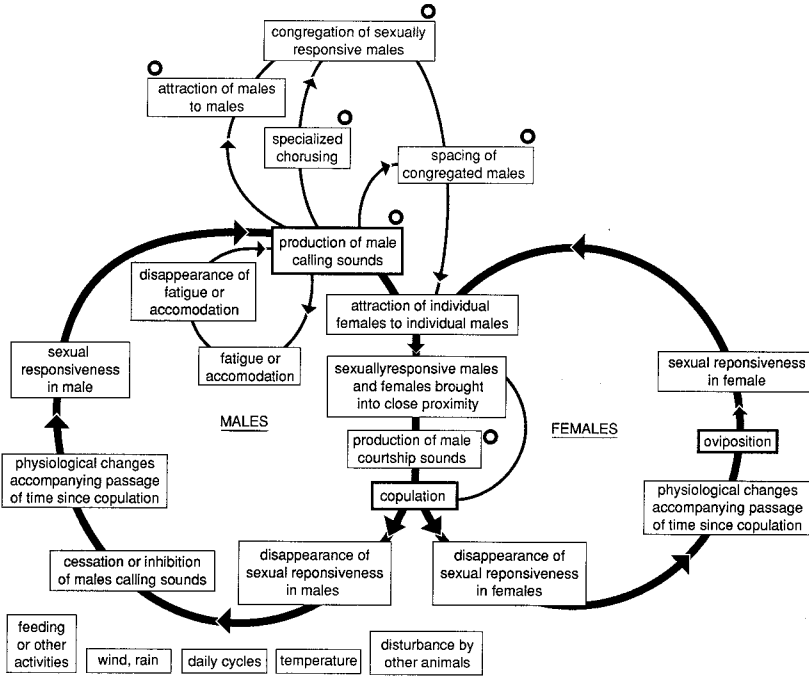 congregation of sexually
responsive males
attraction of males
to males
specialized
chorusing
spacing of
congregated males
production of male
calling sounds
disappearance of
fatigue or
accomodation
fatigue or
accomodation
attraction of individual
females to individual males
sexuallyresponsive males
and females brought
into close proximity
production of male
courtship sounds
copulation
MALES
FEMALES
sexual
responsiveness
in male
physiological changes
accompanying passage
of time since copulation
cessation or inhibition
of males calling sounds
disappearance of
sexual reponsiveness
in males
disappearance of
sexual reponsiveness
in females
sexual reponsiveness
in female
oviposition
physiological changes
accompanying passage
of time since copulation
feeding
or other
activities
wind, rain
daily cycles
temperature
disturbance by
other animals